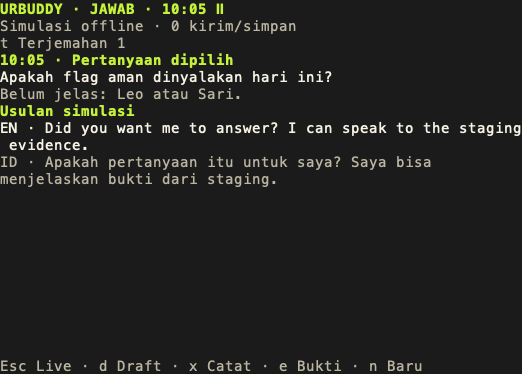 URBUDDY · JAWAB · 10:05 ⏸
Simulasi offline · 0 kirim/simpan
t Terjemahan 1
10:05 · Pertanyaan dipilih
Apakah flag aman dinyalakan hari ini?
Belum jelas: Leo atau Sari.
Usulan simulasi
EN · Did you want me to answer? I can speak to the staging
evidence.
ID · Apakah pertanyaan itu untuk saya? Saya bisa
menjelaskan bukti dari staging.
Esc Live · d Draft · x Catat · e Bukti · n Baru